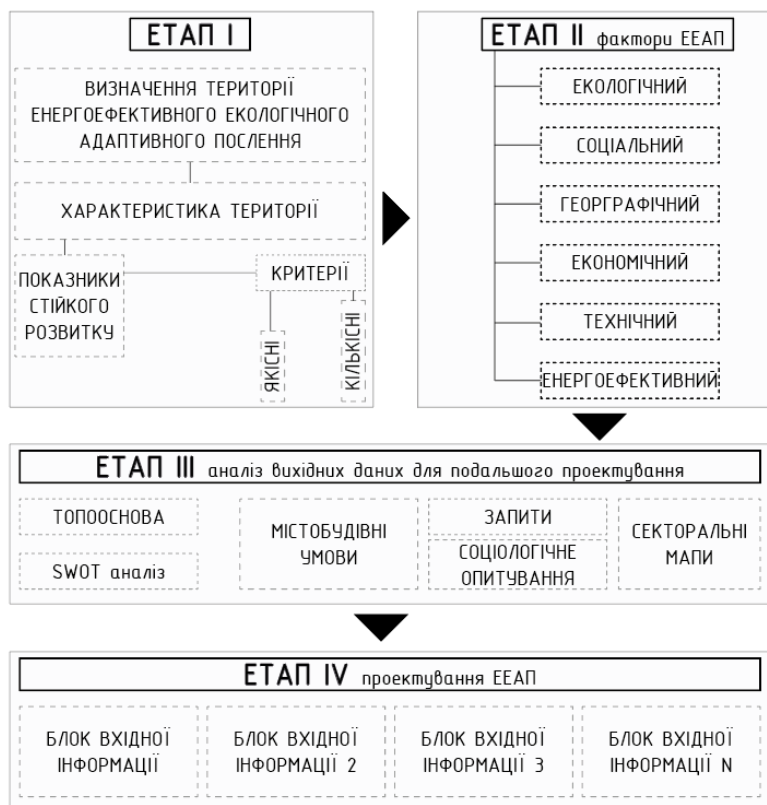 ЕТАП I
ВИЗНАЧЕННЯ ТЕРИТОРІЇ
ЕНЕРГОЕФЕКТИВНОГО ЕКОЛОГІЧНОГО
АДАПТИВНОГО ПОСЛЕННЯ
ХАРАКТЕРИСТИКА ТЕРИТОРІЇ
ПОКАЗНИКИ
СТІЙКОГО
РОЗВИТКУ
КРИТЕРІЇ
ЯКІСНІ
КІЛЬКІСНІ
ЕТАП II фактори ЕЕАП
ЕКОЛОГІЧНИЙ
СОЦІАЛЬНИЙ
ГЕОРГРАФІЧНИЙ
ЕКОНОМІЧНИЙ
ТЕХНІЧНИЙ
ЕНЕРГОЕФЕКТИВНИЙ
ЕТАП III аналіз вихідних даних для подальшого проектування
ТОПООСНОВА
SWOT аналіз
МІСТОБУДІВНІ
УМОВИ
ЗАПИТИ
СОЦІОЛОГІЧНЕ
ОПИТУВАННЯ
СЕКТОРАЛЬНІ
МАПИ
ЕТАП IV проектування ЕЕАП
БЛОК ВХІДНОЇ
ІНФОРМАЦІЇ
БЛОК ВХІДНОЇ
ІНФОРМАЦІЇ 2
БЛОК ВХІДНОЇ
ІНФОРМАЦІЇ 3
БЛОК ВХІДНОЇ
ІНФОРМАЦІЇ N